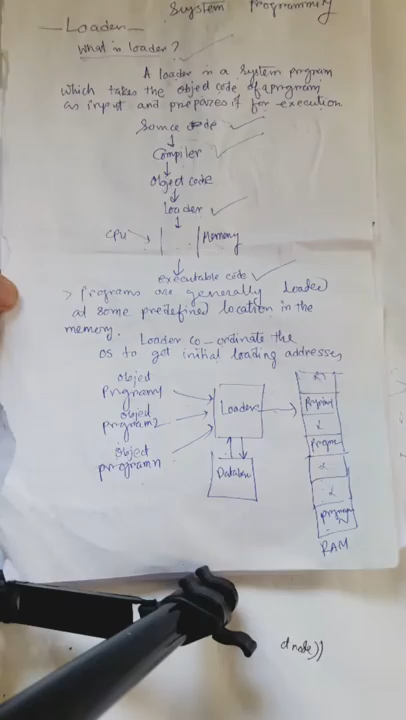 System Programming
Loader
What is loader?
A loader is a system program
which takes the object code of a program
as input and prepares it for execution
Source code
Compiler
Object code
Loader
CPU
Memory
executable code
> Programs are generally loaded
at some predefined location in the
memory.
Loader co-ordinate the
OS to get initial loading addresses
Object
Program1
Object
program2
Object
program n
Loader
Databse
Program
Progrm
Program
RAM
dnode))